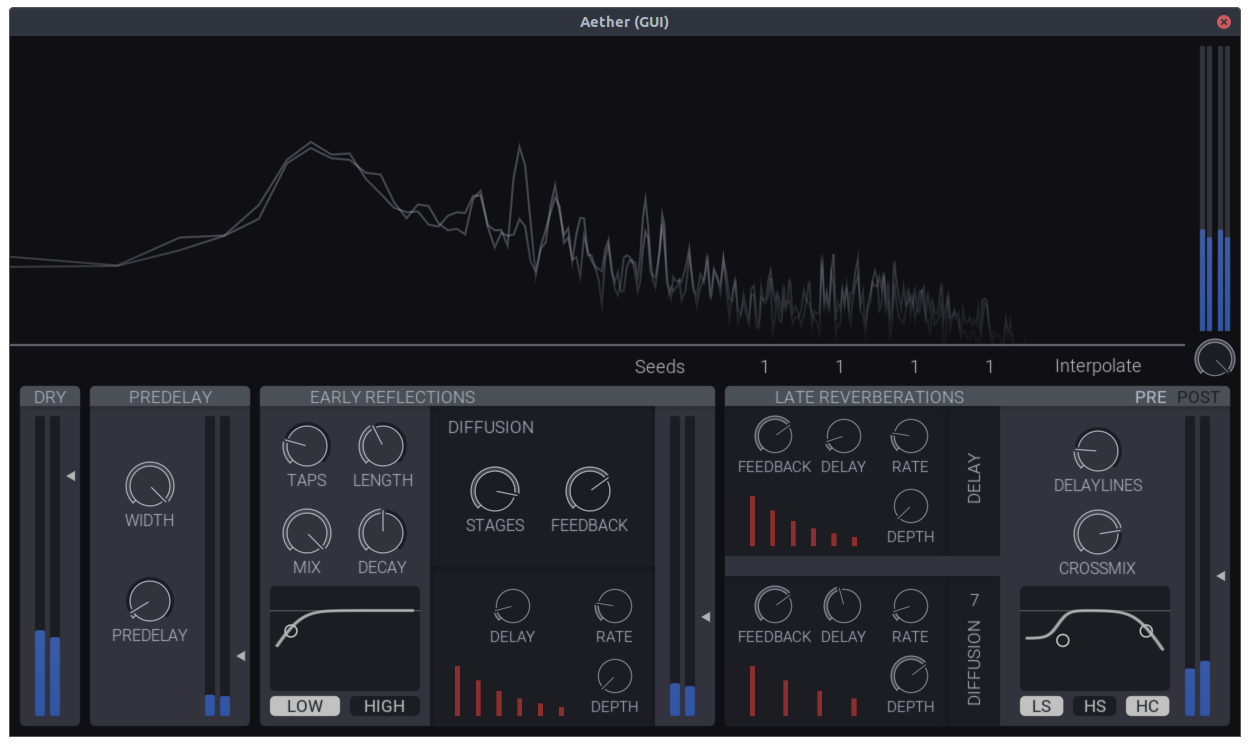 Aether (GUI)
Seeds 1 1 1 1 Interpolate
DRY
PREDELAY
WIDTH
PREDELAY
EARLY REFLECTIONS
TAPS LENGTH
MIX DECAY
LOW HIGH
DIFFUSION
STAGES FEEDBACK
DELAY RATE
DEPTH
LATE REVERBERATIONS PRE POST
FEEDBACK DELAY RATE
DEPTH
DELAY
FEEDBACK DELAY RATE
DEPTH
7
DIFFUSION
DELAYLINES
CROSSMIX
LS HS HC